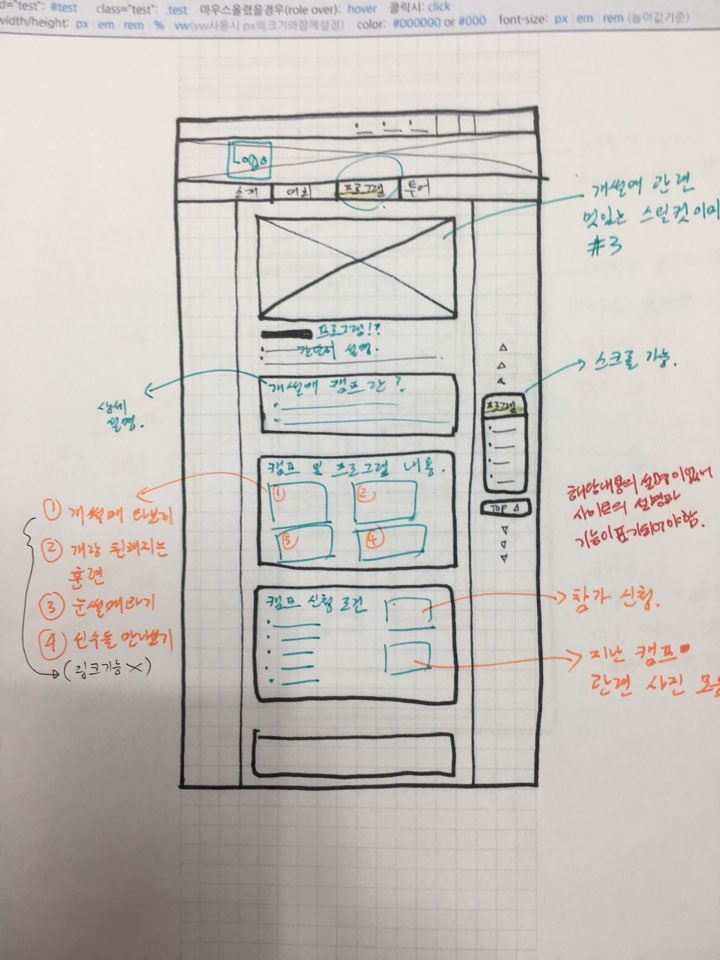 d="test": #test class="test": .test 마우스올렸을경우(role over): hover 클릭시: click
width/height: px em rem % vw(vw사용시 px의크기와함께설정) color: #000000 or #000 font-size: px em rem (높이값기준)
Logo
소개 프로그램 투어
개썰매 관련
멋있는 스틸컷이미
#3
프로그램!?
간단히 설명.
스크롤 가능.
개썰매 캠프란?
상세
설명.
프로그램
TOP
캠프 및 프로그램 내용.
① ②
③ ④
① 개썰매 타보기
② 개랑 친해지는
훈련
③ 눈썰매타기
④ 선수들 만나보기
(링크기능 X)
해당내용의 설명이있어
사이트의 설명과
기능이 표기되어야함.
캠프 신청 조건
참가 신청.
지난 캠프
관련 사진 모음